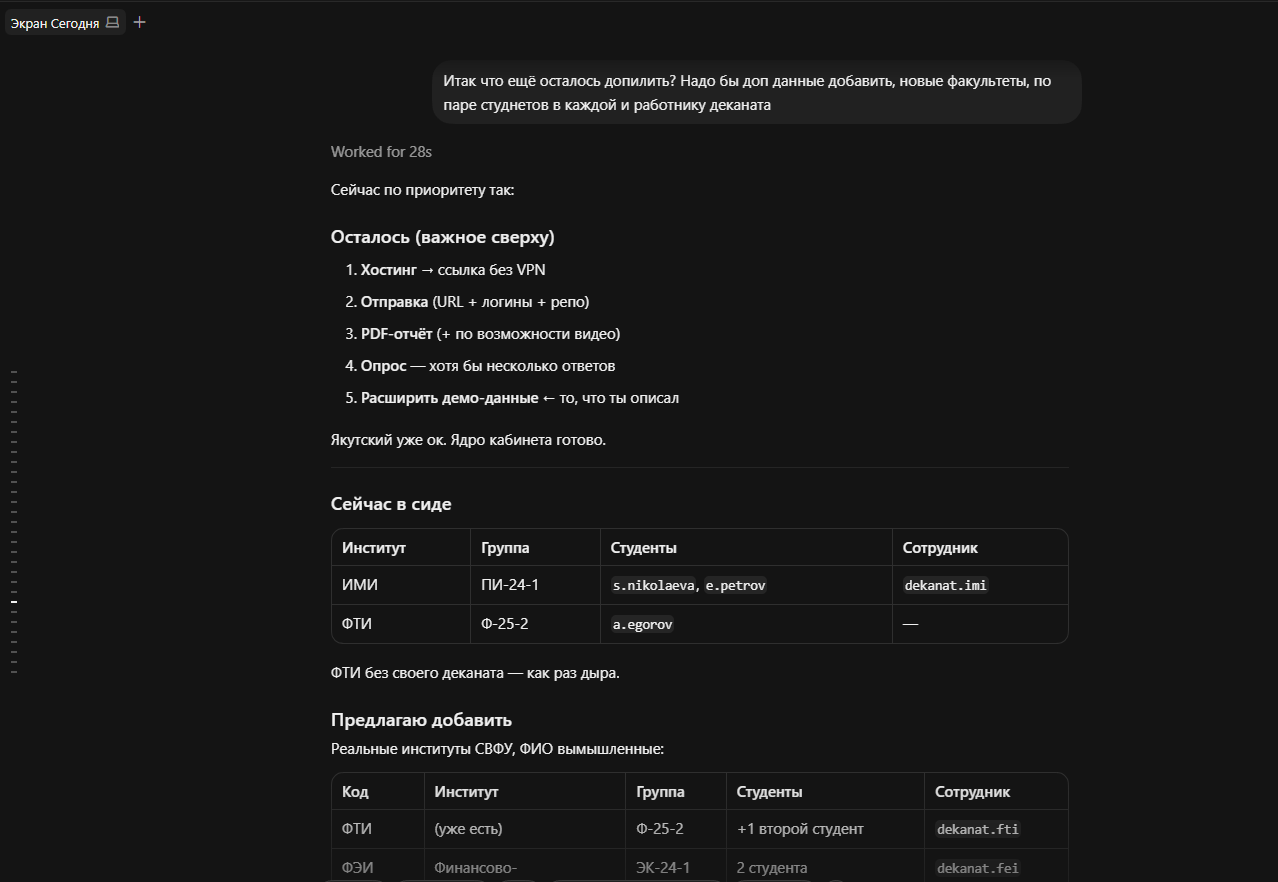 Экран Сегодня
Итак что ещё осталось допилить? Надо бы доп данные добавить, новые факультеты, по
паре студнетов в каждой и работнику деканата
Worked for 28s
Сейчас по приоритету так:
Осталось (важное сверху)
1. Хостинг → ссылка без VPN
2. Отправка (URL + логины + репо)
3. PDF-отчёт (+ по возможности видео)
4. Опрос — хотя бы несколько ответов
5. Расширить демо-данные ← то, что ты описал
Якутский уже ок. Ядро кабинета готово.
Сейчас в сиде
Институт Группа Студенты Сотрудник
ИМИ ПИ-24-1 s.nikolaeva, e.petrov dekanat.imi
ФТИ Ф-25-2 a.egorov —
ФТИ без своего деканата — как раз дыра.
Предлагаю добавить
Реальные институты СВФУ, ФИО вымышленные:
Код Институт Группа Студенты Сотрудник
ФТИ (уже есть) Ф-25-2 +1 второй студент dekanat.fti
ФЭИ Финансово- ЭК-24-1 2 студента dekanat.fei